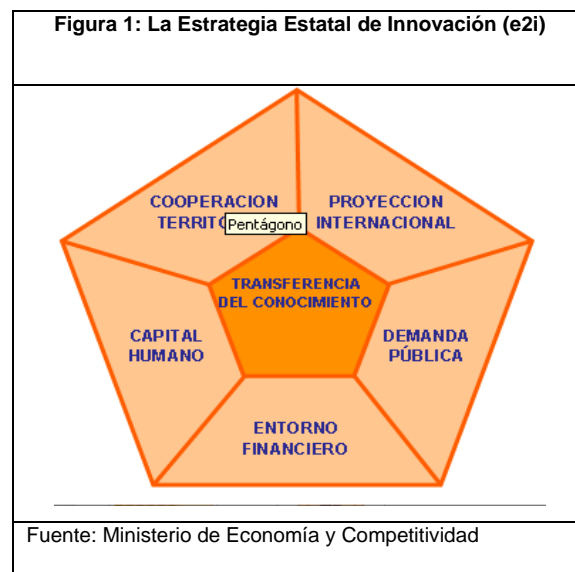 Figura 1: La Estrategia Estatal de Innovación (e2i)
COOPERACION
TERRITO
Pentágono
PROYECCION
INTERNACIONAL
TRANSFERENCIA
DEL CONOCIMIENTO
CAPITAL
HUMANO
DEMANDA
PÚBLICA
ENTORNO
FINANCIERO
Fuente: Ministerio de Economía y Competitividad